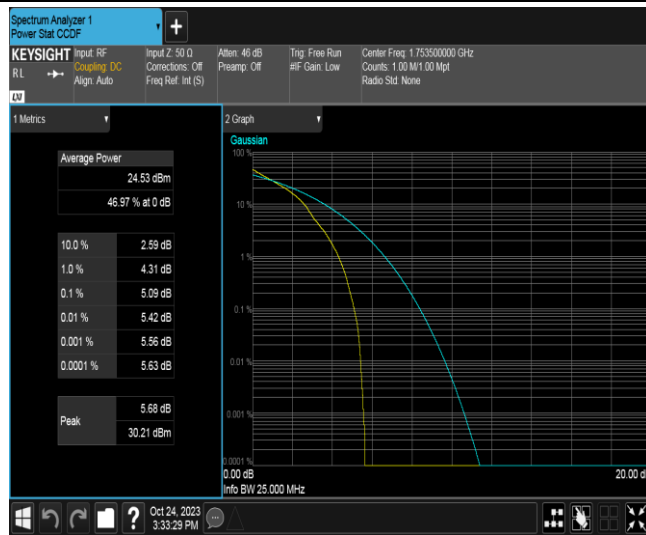 Spectrum Analyzer 1
Power Stat CCDF
+
KEYSIGHT
RL
Input: RF
Coupling: DC
Align: Auto
Input Z: 50 Ω
Corrections: Off
Freq Ref: Int (S)
Atten: 46 dB
Preamp: Off
Trig: Free Run
#IF Gain: Low
Center Freq: 1.753500000 GHz
Counts: 1.00 M/1.00 Mpt
Radio Std: None
1 Metrics
Average Power
24.53 dBm
46.97 % at 0 dB
10.0 % 2.59 dB
1.0 % 4.31 dB
0.1 % 5.09 dB
0.01 % 5.42 dB
0.001 % 5.56 dB
0.0001 % 5.63 dB
Peak
5.68 dB
30.21 dBm
2 Graph
Gaussian
100 %
10 %
1 %
0.1 %
0.01 %
0.001 %
0.0001 %
0.00 dB
20.00 d
Info BW 25.000 MHz
?
Oct 24, 2023
3:33:29 PM